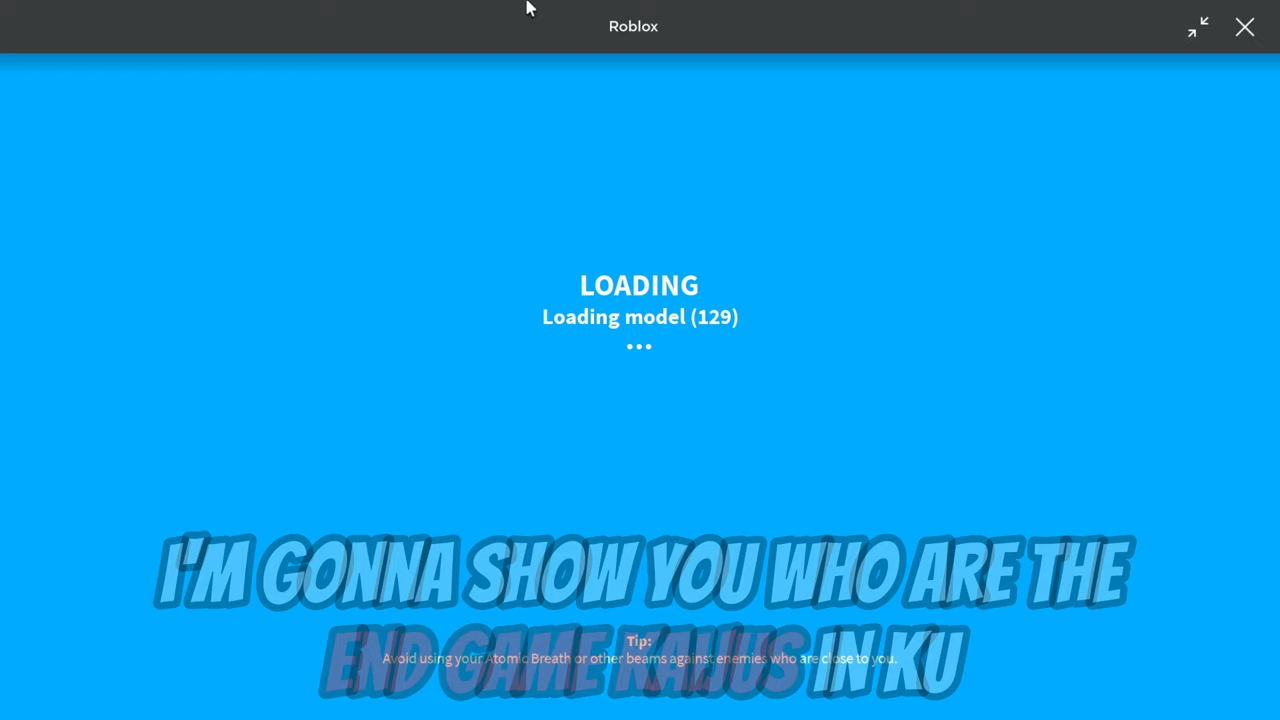 Roblox
LOADING
Loading model (129)
...
I'M GONNA SHOW YOU WHO ARE THE
END GAME KAIJUS IN KU
Tip:
Avoid using your Atomic Breath or other beams against enemies who are close to you.